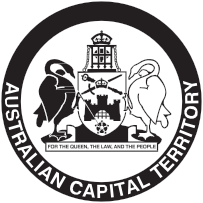 FOR THE QUEEN, THE LAW, AND THE PEOPLE
AUSTRALIAN CAPITAL TERRITORY